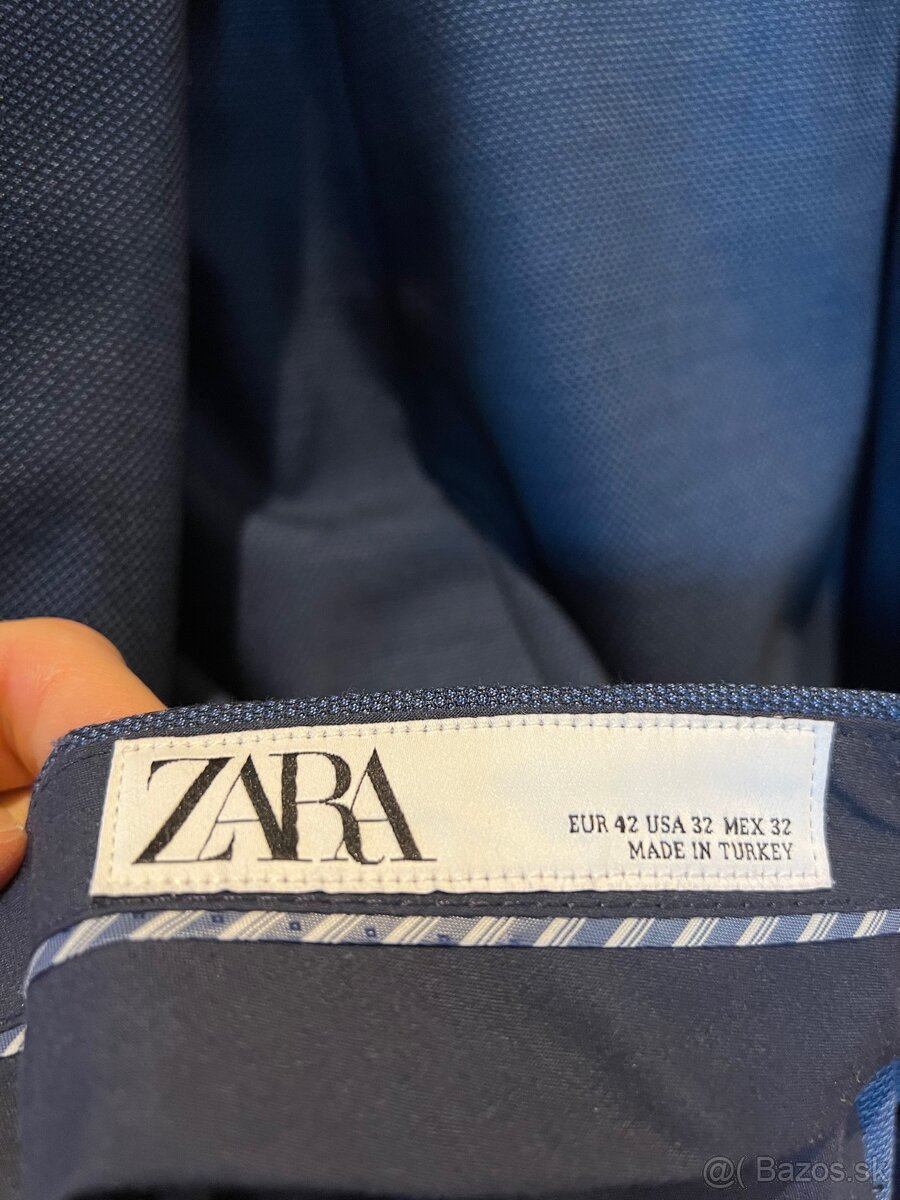 ZARA
EUR 42 USA 32 MEX 32
MADE IN TURKEY
@( Bazos.sk